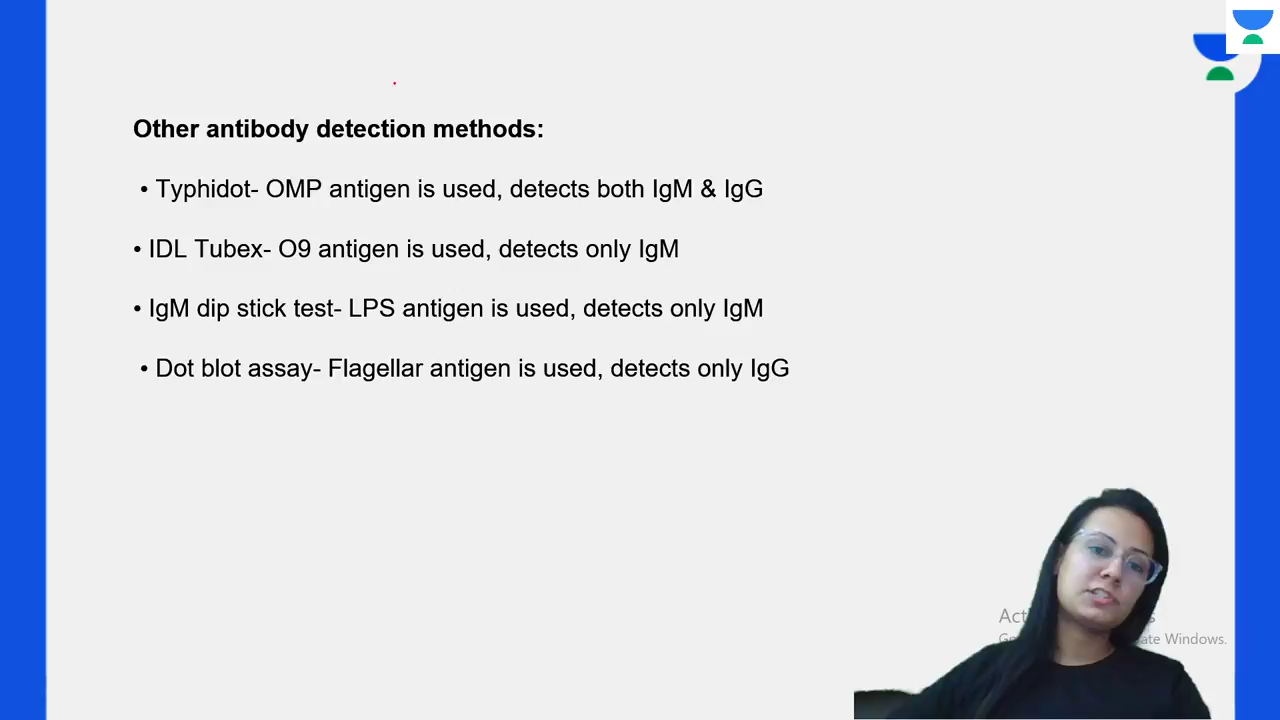 Other antibody detection methods:
• Typhidot- OMP antigen is used, detects both IgM & IgG
• IDL Tubex- O9 antigen is used, detects only IgM
• IgM dip stick test- LPS antigen is used, detects only IgM
• Dot blot assay- Flagellar antigen is used, detects only IgG
Windows.